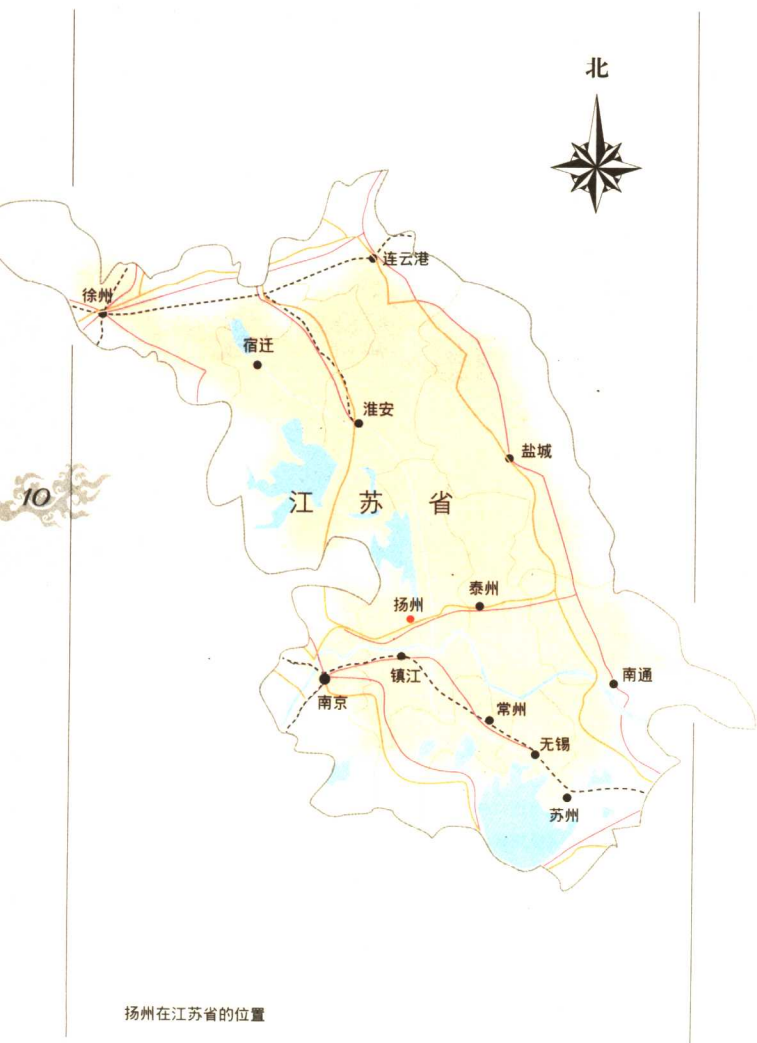 北
连云港
徐州
宿迁
淮安
盐城
10
江苏省
泰州
扬州
南通
镇江
南京
常州
无锡
苏州
扬州在江苏省的位置